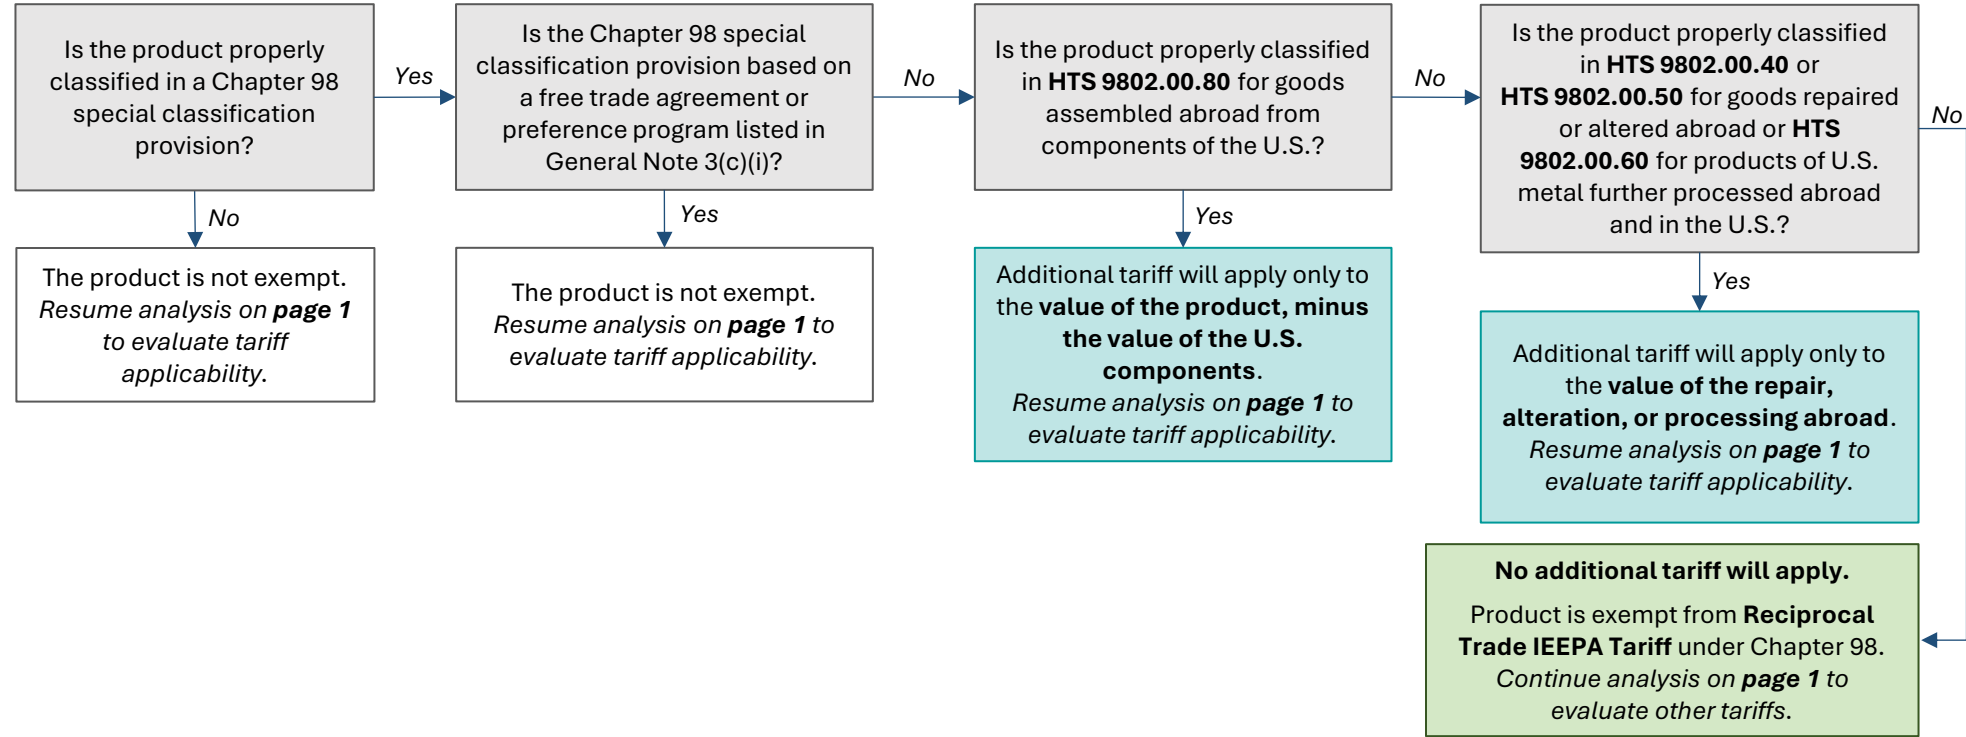 Is the product properly
classified in a Chapter 98
special classification
provision?
Yes
No
The product is not exempt.
Resume analysis on page 1
to evaluate tariff
applicability.
Is the Chapter 98 special
classification provision based on
a free trade agreement or
preference program listed in
General Note 3(c)(i)?
No
Yes
The product is not exempt.
Resume analysis on page 1 to
evaluate tariff applicability.
Is the product properly classified
in HTS 9802.00.80 for goods
assembled abroad from
components of the U.S.?
No
Yes
Additional tariff will apply only to
the value of the product, minus
the value of the U.S.
components.
Resume analysis on page 1 to
evaluate tariff applicability.
Is the product properly classified
in HTS 9802.00.40 or
HTS 9802.00.50 for goods repaired
or altered abroad or HTS
9802.00.60 for products of U.S.
metal further processed abroad
and in the U.S.?
No
Yes
Additional tariff will apply only to
the value of the repair,
alteration, or processing abroad.
Resume analysis on page 1 to
evaluate tariff applicability.
No additional tariff will apply.
Product is exempt from Reciprocal
Trade IEEPA Tariff under Chapter 98.
Continue analysis on page 1 to
evaluate other tariffs.